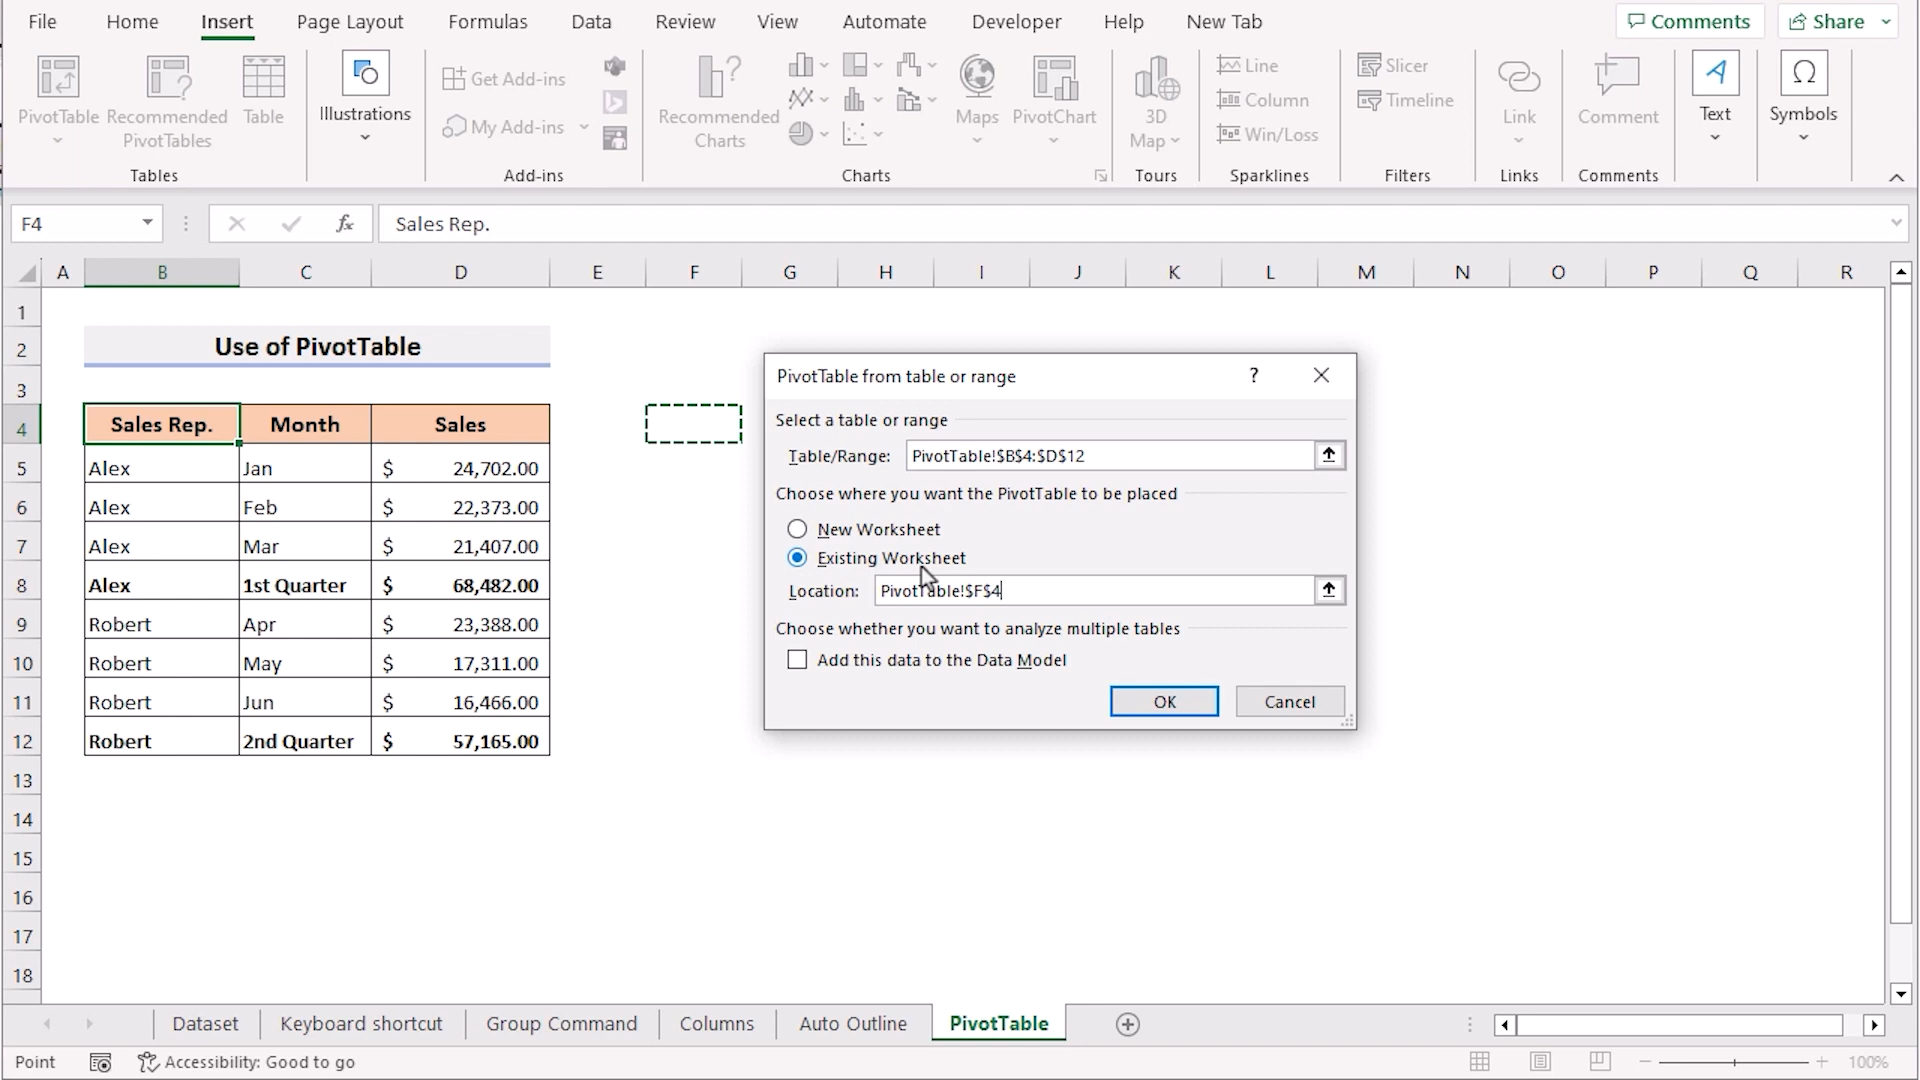 File Home Insert Page Layout Formulas Data Review View Automate Developer Help New Tab Comments Share
PivotTable Recommended PivotTables Table Illustrations Get Add-ins My Add-ins Recommended Charts Maps PivotChart 3D Map Line Column Win/Loss Slicer Timeline Link Comment Text Symbols
Tables Add-ins Charts Tours Sparklines Filters Links Comments
F4 fx Sales Rep.
A B C D E F G H I J K L M N O P Q R
1
2 Use of PivotTable
3
4 Sales Rep. Month Sales
5 Alex Jan $ 24,702.00
6 Alex Feb $ 22,373.00
7 Alex Mar $ 21,407.00
8 Alex 1st Quarter $ 68,482.00
9 Robert Apr $ 23,388.00
10 Robert May $ 17,311.00
11 Robert Jun $ 16,466.00
12 Robert 2nd Quarter $ 57,165.00
13
14
15
16
17
18
PivotTable from table or range ?
Select a table or range
Table/Range: PivotTable!$B$4:$D$12
Choose where you want the PivotTable to be placed
New Worksheet
Existing Worksheet
Location: PivotTable!$F$4
Choose whether you want to analyze multiple tables
Add this data to the Data Model
OK Cancel
Dataset Keyboard shortcut Group Command Columns Auto Outline PivotTable
Point Accessibility: Good to go 100%